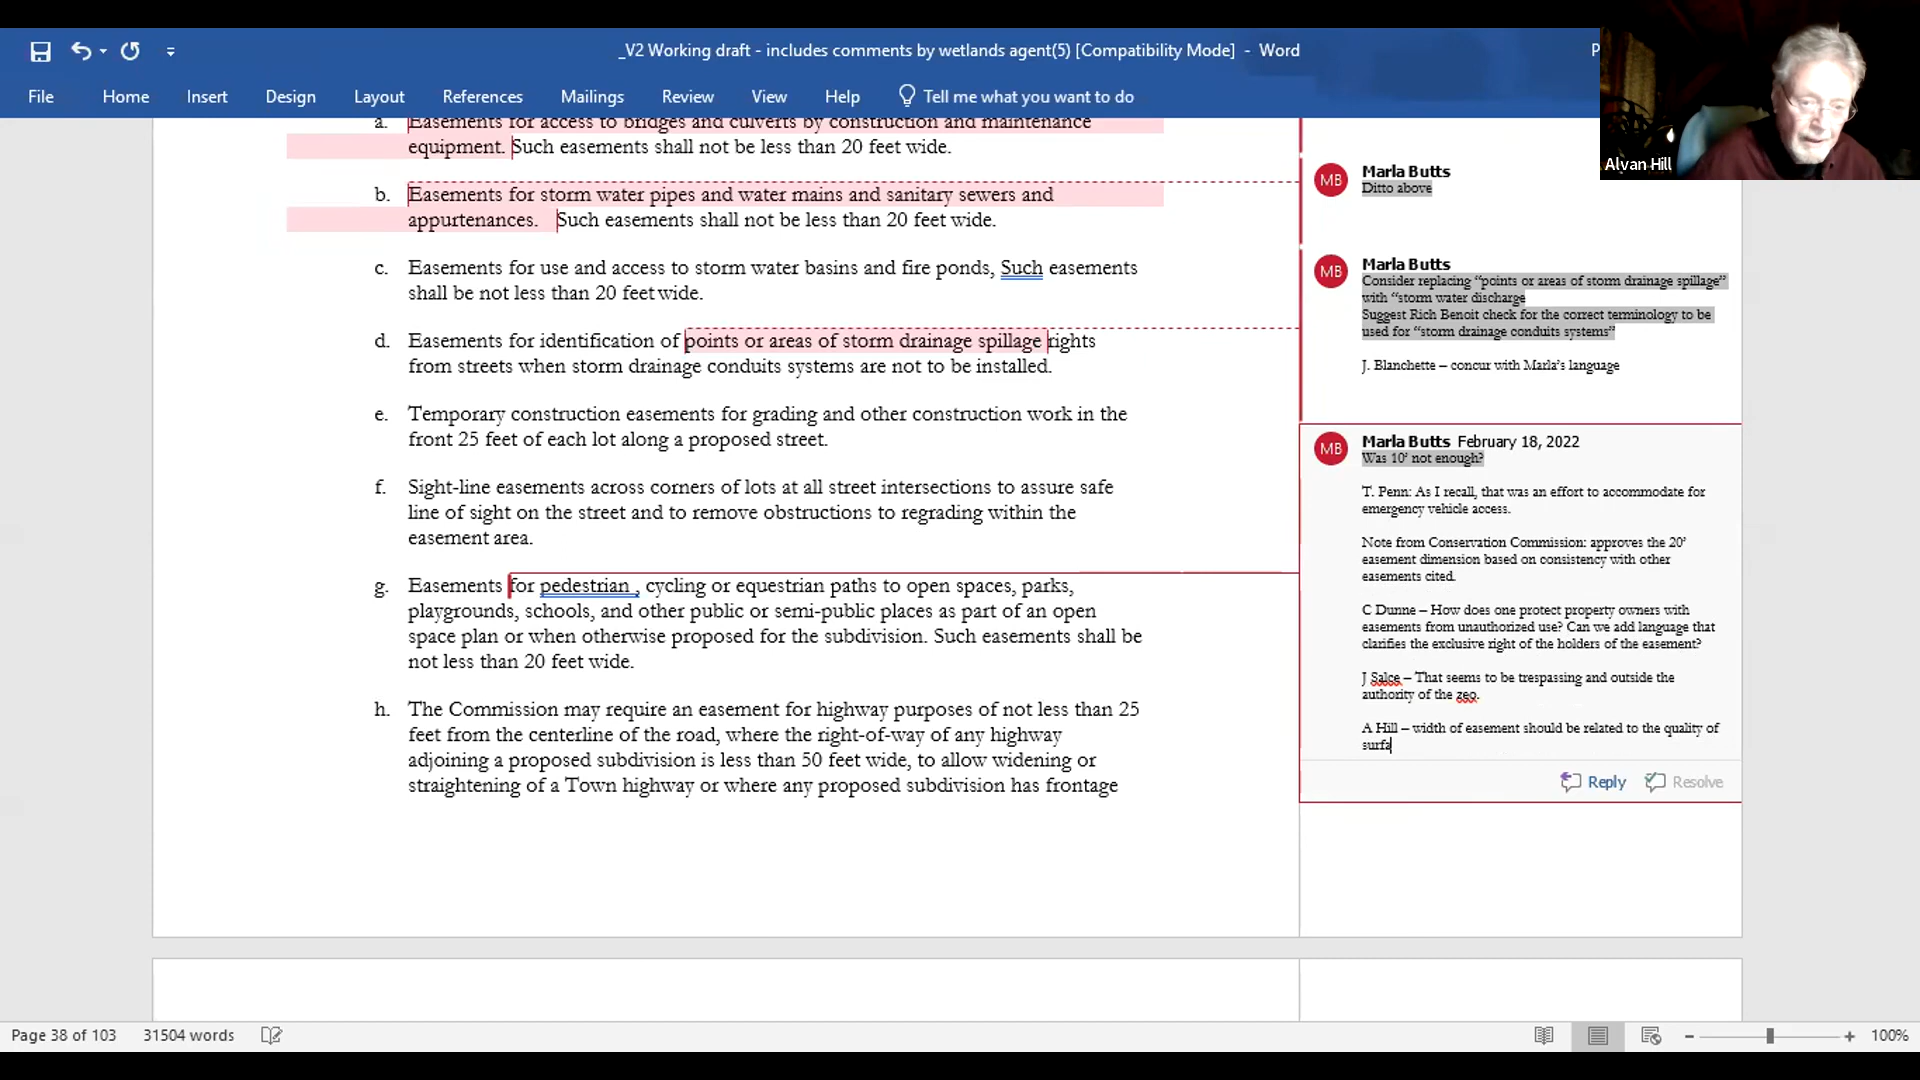 _V2 Working draft - includes comments by wetlands agent(5) [Compatibility Mode] - Word
P
File Home Insert Design Layout References Mailings Review View Help Tell me what you want to do
Alvan Hill
a. Easements for access to bridges and culverts by construction and maintenance
equipment. Such easements shall not be less than 20 feet wide.
b. Easements for storm water pipes and water mains and sanitary sewers and
appurtenances. Such easements shall not be less than 20 feet wide.
c. Easements for use and access to storm water basins and fire ponds, Such easements
shall be not less than 20 feet wide.
d. Easements for identification of points or areas of storm drainage spillage rights
from streets when storm drainage conduits systems are not to be installed.
e. Temporary construction easements for grading and other construction work in the
front 25 feet of each lot along a proposed street.
f. Sight-line easements across corners of lots at all street intersections to assure safe
line of sight on the street and to remove obstructions to regrading within the
easement area.
g. Easements for pedestrian , cycling or equestrian paths to open spaces, parks,
playgrounds, schools, and other public or semi-public places as part of an open
space plan or when otherwise proposed for the subdivision. Such easements shall be
not less than 20 feet wide.
h. The Commission may require an easement for highway purposes of not less than 25
feet from the centerline of the road, where the right-of-way of any highway
adjoining a proposed subdivision is less than 50 feet wide, to allow widening or
straightening of a Town highway or where any proposed subdivision has frontage
MB Marla Butts
Ditto above
MB Marla Butts
Consider replacing “points or areas of storm drainage spillage”
with “storm water discharge
Suggest Rich Benoit check for the correct terminology to be
used for “storm drainage conduits systems”
J. Blanchette – concur with Marla’s language
MB Marla Butts February 18, 2022
Was 10’ not enough?
T. Penn: As I recall, that was an effort to accommodate for
emergency vehicle access.
Note from Conservation Commission: approves the 20’
easement dimension based on consistency with other
easements cited.
C Dunne – How does one protect property owners with
easements from unauthorized use? Can we add language that
clarifies the exclusive right of the holders of the easement?
J Salce – That seems to be trespassing and outside the
authority of the zeo.
A Hill – width of easement should be related to the quality of
surfa
Reply Resolve
Page 38 of 103 31504 words
100%